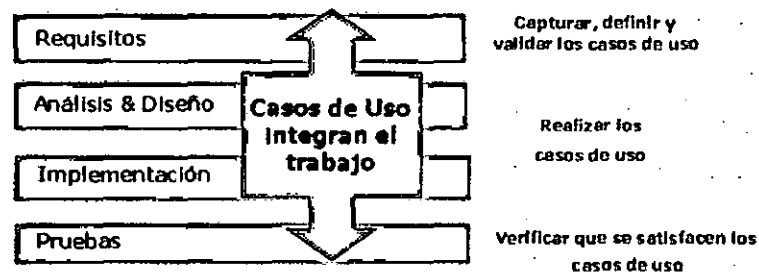 Requisitos
Capturar, definir y
validar los casos de uso
Análisis & Diseño
Casos de Uso
integran el
trabajo
Realizar los
casos de uso
Implementación
Pruebas
Verificar que se satisfacen los
casos de uso